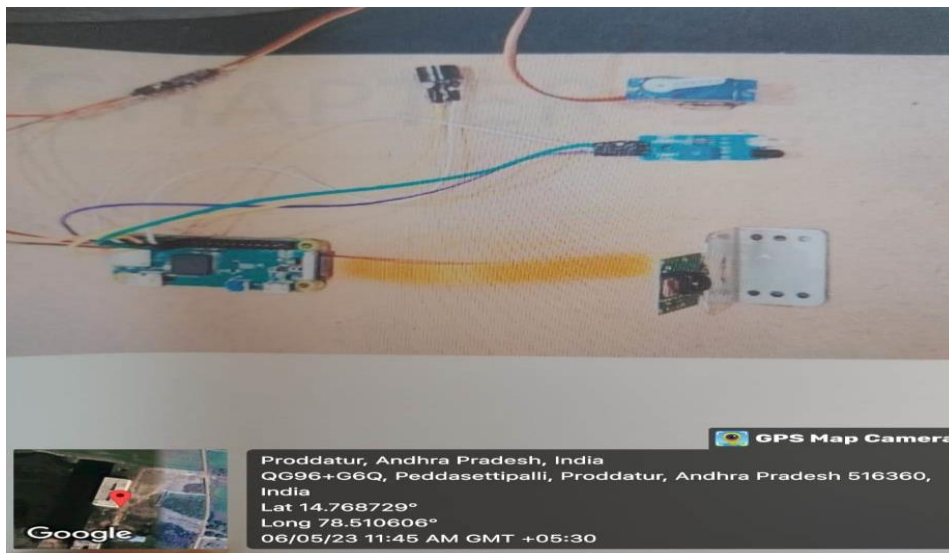 GPS Map Camera
Proddatur, Andhra Pradesh, India
QG96+G6Q, Peddasettipalli, Proddatur, Andhra Pradesh 516360,
India
Lat 14.768729°
Long 78.510606°
06/05/23 11:45 AM GMT +05:30
Google